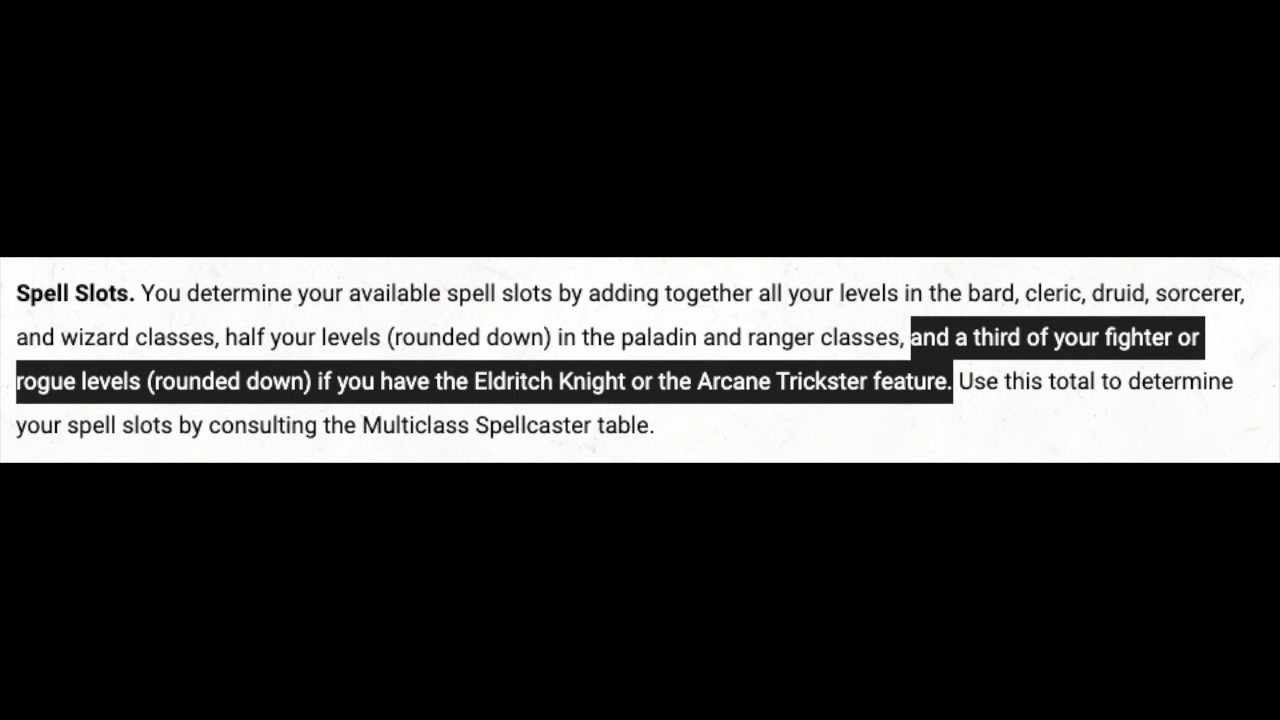 Spell Slots. You determine your available spell slots by adding together all your levels in the bard, cleric, druid, sorcerer,
and wizard classes, half your levels (rounded down) in the paladin and ranger classes, and a third of your fighter or
rogue levels (rounded down) if you have the Eldritch Knight or the Arcane Trickster feature. Use this total to determine
your spell slots by consulting the Multiclass Spellcaster table.